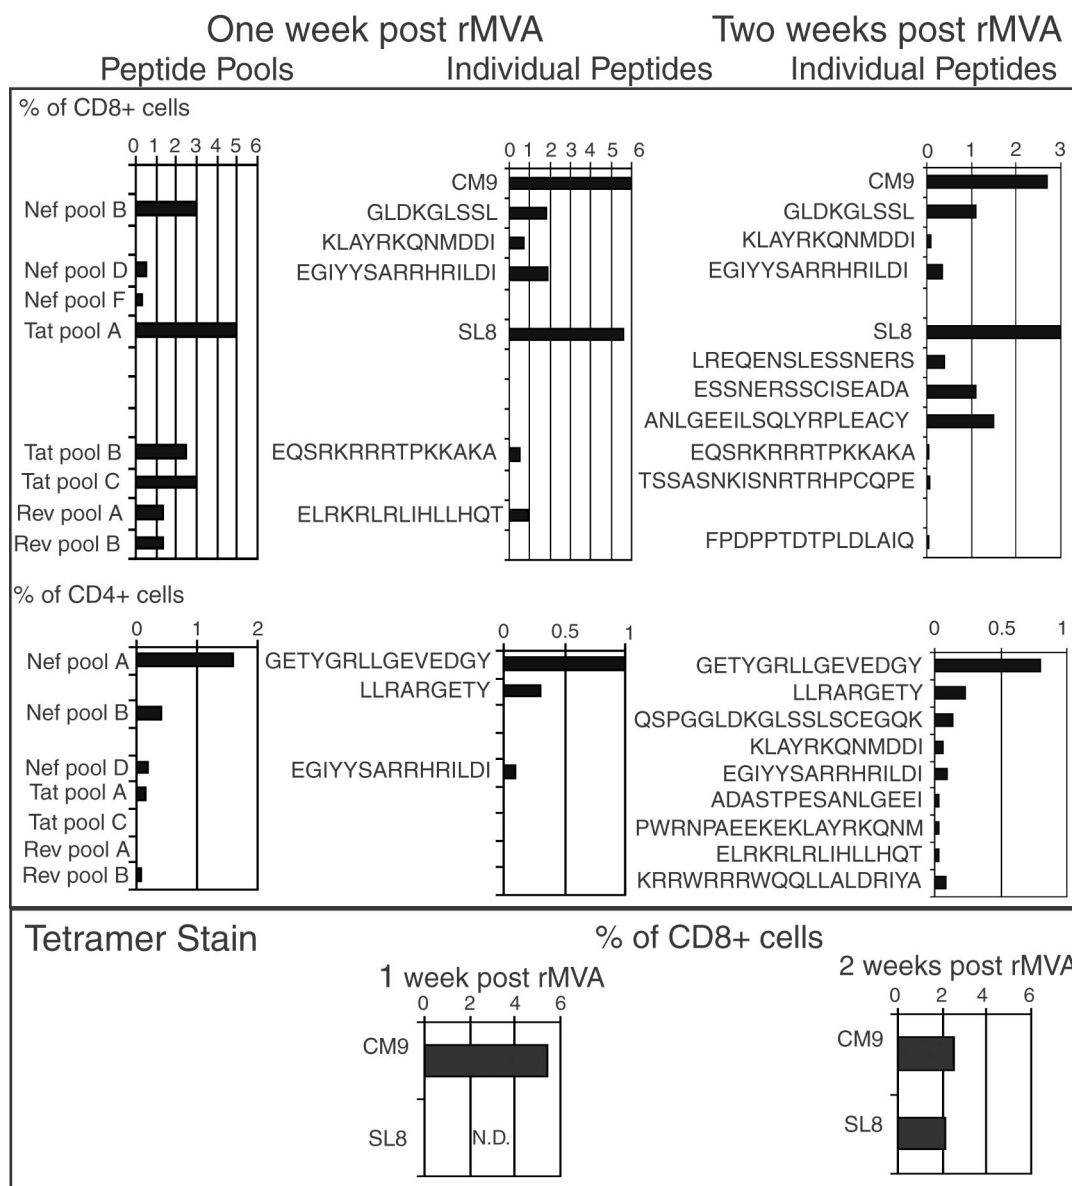 One week post rMVA
Two weeks post rMVA
Peptide Pools
Individual Peptides
Individual Peptides
% of CD8+ cells
0 1 2 3 4 5 6
Nef pool B
Nef pool D
Nef pool F
Tat pool A
Tat pool B
Tat pool C
Rev pool A
Rev pool B
0 1 2 3 4 5 6
CM9
GLDKGLSSL
KLAYRKQNMDDI
EGIYYSARRHRILDI
SL8
EQSRKRRRTPKKAKA
ELRKRLRLIHLLHQT
0 1 2 3
CM9
GLDKGLSSL
KLAYRKQNMDDI
EGIYYSARRHRILDI
SL8
LREQENSLESSNERS
ESSNERSSCISEADA
ANLGEEILSQLYRPLEACY
EQSRKRRRTPKKAKA
TSSASNKISNRTRHPCQPE
FPDPPTDTPLDLAIQ
% of CD4+ cells
0 1 2
Nef pool A
Nef pool B
Nef pool D
Tat pool A
Tat pool C
Rev pool A
Rev pool B
0 0.5 1
GETYGRLLGEVEDGY
LLRARGETY
EGIYYSARRHRILDI
0 0.5 1
GETYGRLLGEVEDGY
LLRARGETY
QSPGGLDKGLSSLSCEGQK
KLAYRKQNMDDI
EGIYYSARRHRILDI
ADASTPESANLGEEI
PWRNPAEEKEKLAYRKQNM
ELRKRLRLIHLLHQT
KRRWRRRWQQLLALDRIYA
Tetramer Stain
% of CD8+ cells
1 week post rMVA
0 2 4 6
CM9
SL8
N.D.
2 weeks post rMVA
0 2 4 6
CM9
SL8